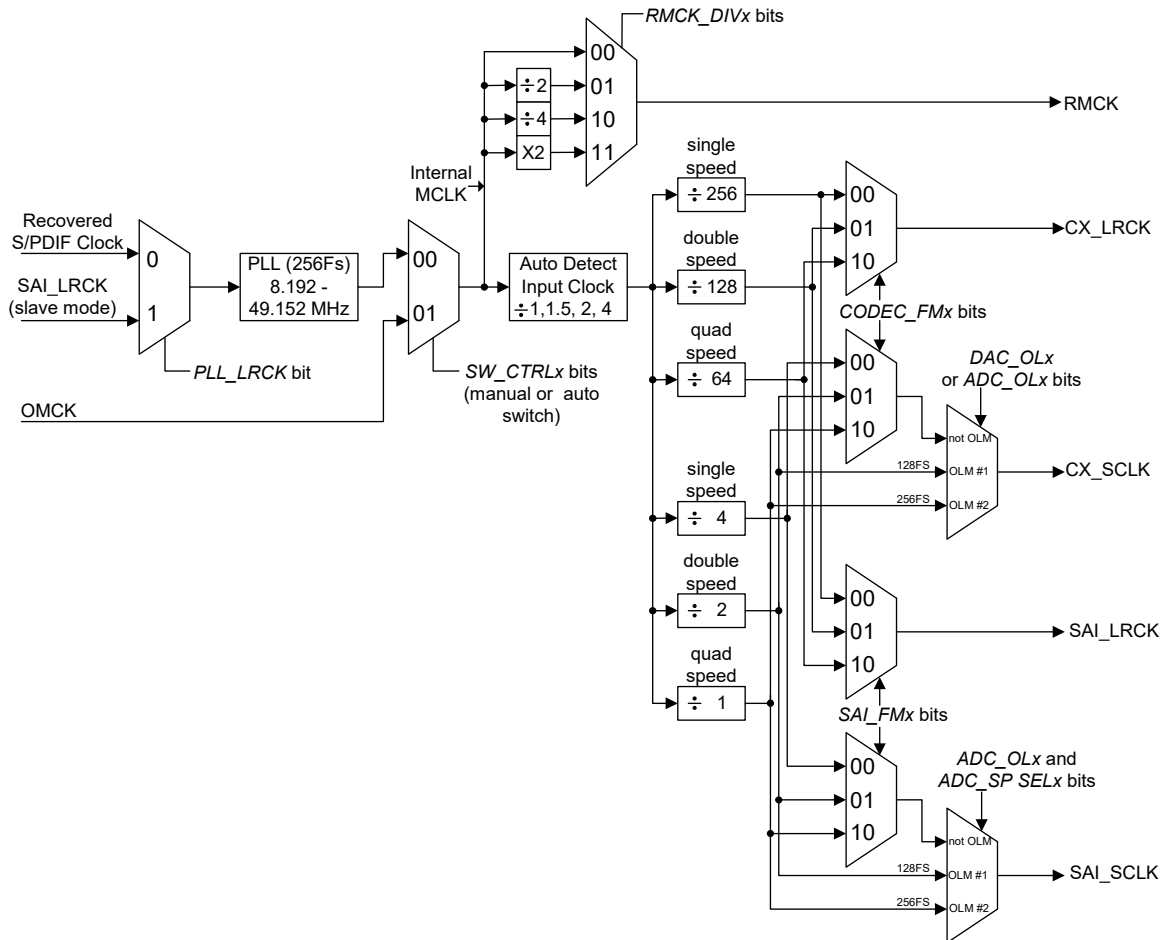 RMCK_DIVx bits
00
÷2
01
÷4
10
X2
11
RMCK
Internal
MCLK
Recovered
S/PDIF Clock
SAI_LRCK
(slave mode)
0
1
PLL (256Fs)
8.192 -
49.152 MHz
PLL_LRCK bit
OMCK
00
01
SW_CTRLx bits
(manual or auto
switch)
Auto Detect
Input Clock
÷1,1.5, 2, 4
single
speed
÷ 256
double
speed
÷ 128
quad
speed
÷ 64
00
01
10
CX_LRCK
CODEC_FMx bits
00
01
10
DAC_OLx
or ADC_OLx bits
not OLM
128FS
OLM #1
256FS
OLM #2
CX_SCLK
single
speed
÷ 4
double
speed
÷ 2
quad
speed
÷ 1
00
01
10
SAI_LRCK
SAI_FMx bits
00
01
10
ADC_OLx and
ADC_SP SELx bits
not OLM
128FS
OLM #1
256FS
OLM #2
SAI_SCLK